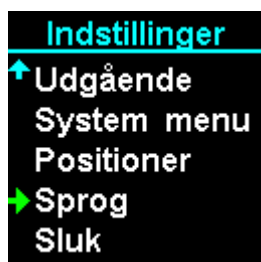 Indstillinger
Udgående
System menu
Positioner
Sprog
Sluk